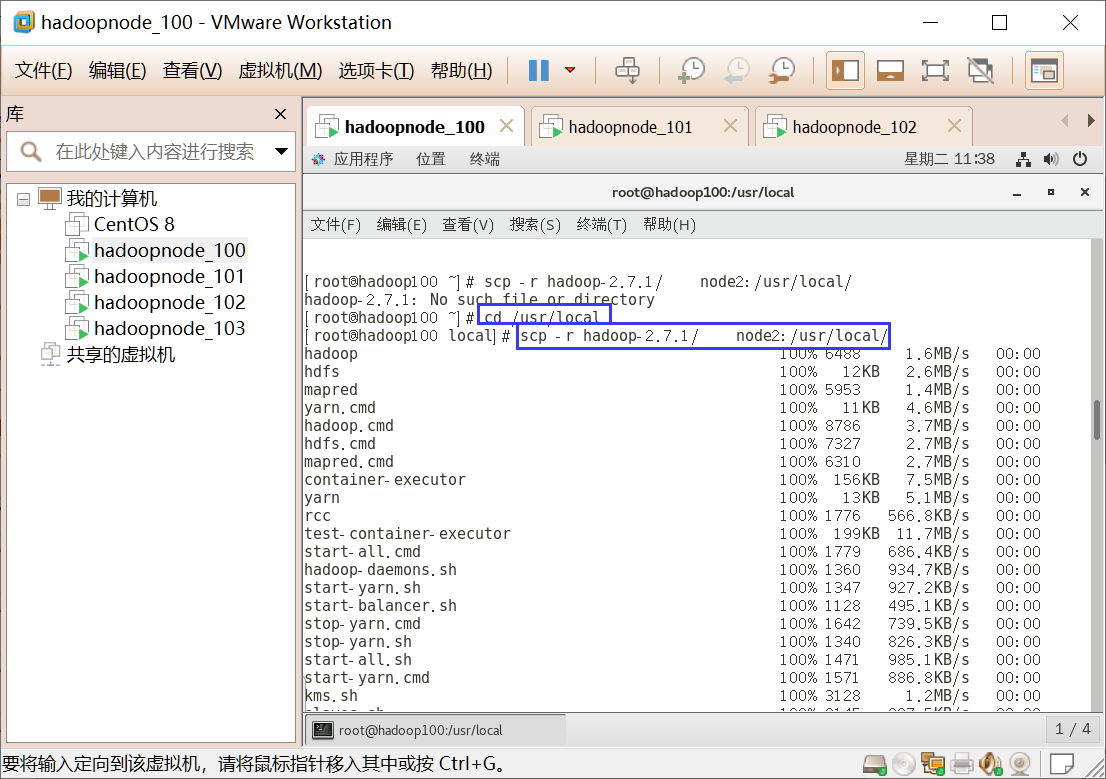 hadoopnode_100 - VMware Workstation
文件(F) 编辑(E) 查看(V) 虚拟机(M) 选项卡(T) 帮助(H)
库
在此处键入内容进行搜索
我的计算机
CentOS 8
hadoopnode_100
hadoopnode_101
hadoopnode_102
hadoopnode_103
共享的虚拟机
hadoopnode_100 hadoopnode_101 hadoopnode_102
应用程序 位置 终端 星期二 11:38
root@hadoop100:/usr/local
文件(F) 编辑(E) 查看(V) 搜索(S) 终端(T) 帮助(H)
[root@hadoop100 ~]# scp -r hadoop-2.7.1/    node2:/usr/local/
hadoop-2.7.1: No such file or directory
[root@hadoop100 ~]# cd /usr/local
[root@hadoop100 local]# scp -r hadoop-2.7.1/    node2:/usr/local/
hadoop 100% 6488 1.6MB/s 00:00
hdfs 100% 12KB 2.6MB/s 00:00
mapred 100% 5953 1.4MB/s 00:00
yarn.cmd 100% 11KB 4.6MB/s 00:00
hadoop.cmd 100% 8786 3.7MB/s 00:00
hdfs.cmd 100% 7327 2.7MB/s 00:00
mapred.cmd 100% 6310 2.7MB/s 00:00
container-executor 100% 156KB 7.5MB/s 00:00
yarn 100% 13KB 5.1MB/s 00:00
rcc 100% 1776 566.8KB/s 00:00
test-container-executor 100% 199KB 11.7MB/s 00:00
start-all.cmd 100% 1779 686.4KB/s 00:00
hadoop-daemons.sh 100% 1360 934.7KB/s 00:00
start-yarn.sh 100% 1347 927.2KB/s 00:00
start-balancer.sh 100% 1128 495.1KB/s 00:00
stop-yarn.cmd 100% 1642 739.5KB/s 00:00
stop-yarn.sh 100% 1340 826.3KB/s 00:00
start-all.sh 100% 1471 985.1KB/s 00:00
start-yarn.cmd 100% 1571 886.8KB/s 00:00
kms.sh 100% 3128 1.2MB/s 00:00
root@hadoop100:/usr/local 1 / 4
要将输入定向到该虚拟机，请将鼠标指针移入其中或按 Ctrl+G。